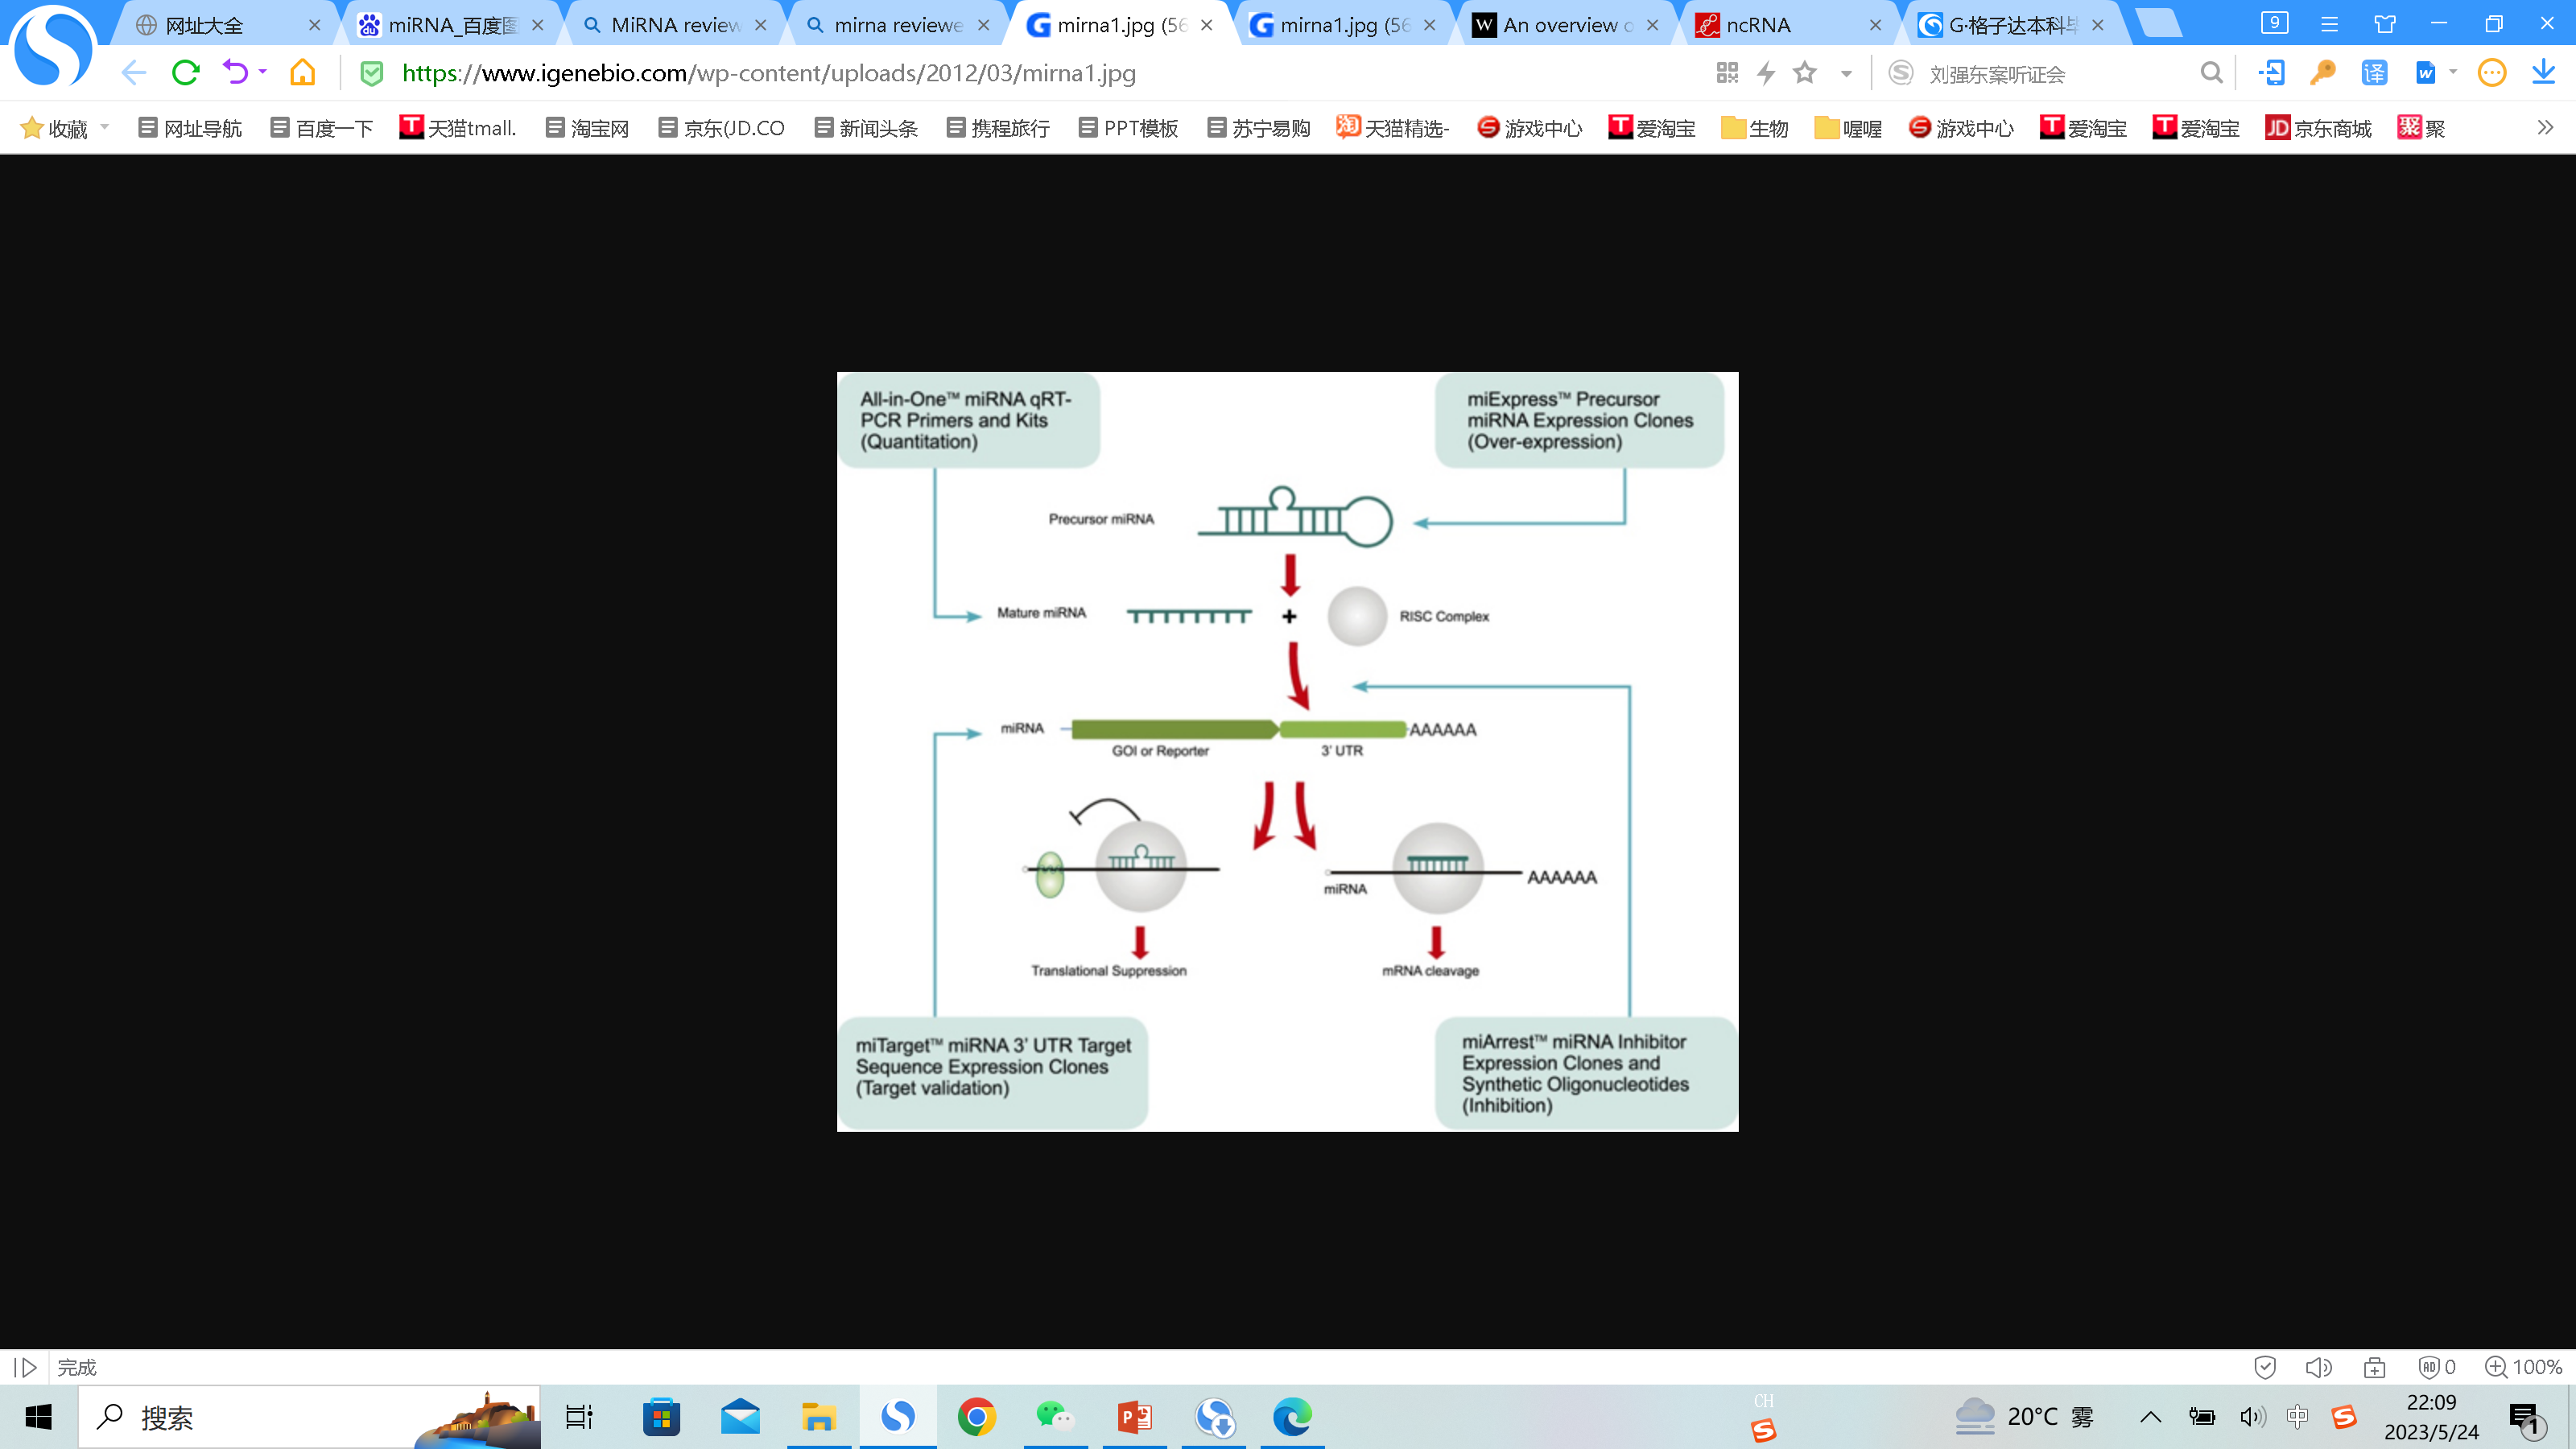 网址大全
miRNA_百度图
MiRNA review
mirna reviewe
mirna1.jpg (56
mirna1.jpg (56
An overview o
ncRNA
G·格子达本科毕
9
https://www.igenebio.com/wp-content/uploads/2012/03/mirna1.jpg
刘强东案听证会
译
收藏
网址导航
百度一下
天猫tmall.
淘宝网
京东(JD.CO
新闻头条
携程旅行
PPT模板
苏宁易购
天猫精选-
游戏中心
爱淘宝
生物
喔喔
游戏中心
爱淘宝
爱淘宝
京东商城
聚
All-in-One™ miRNA qRT-
PCR Primers and Kits
(Quantitation)
miExpress™ Precursor
miRNA Expression Clones
(Over-expression)
Precursor miRNA
Mature miRNA
+
RISC Complex
miRNA
AAAAAA
GOI or Reporter
3' UTR
miRNA
AAAAAA
Translational Suppression
mRNA cleavage
miTarget™ miRNA 3' UTR Target
Sequence Expression Clones
(Target validation)
miArrest™ miRNA Inhibitor
Expression Clones and
Synthetic Oligonucleotides
(Inhibition)
完成
0
100%
搜索
CH
20°C 雾
中
22:09
2023/5/24
1